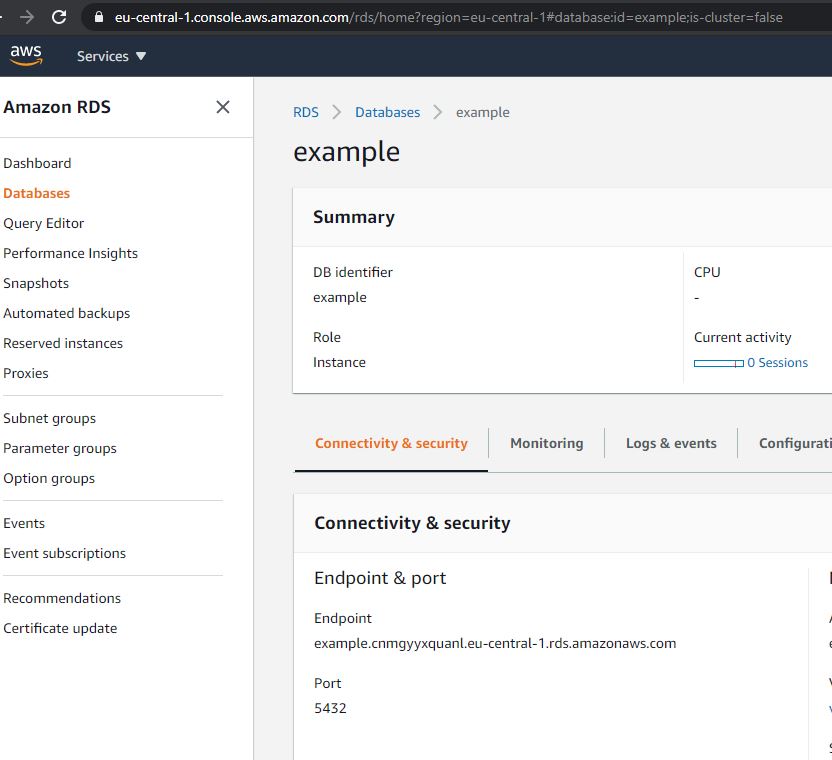 eu-central-1.console.aws.amazon.com/rds/home?region=eu-central-1#database:id=example;is-cluster=false
aws
Services
Amazon RDS
Dashboard
Databases
Query Editor
Performance Insights
Snapshots
Automated backups
Reserved instances
Proxies
Subnet groups
Parameter groups
Option groups
Events
Event subscriptions
Recommendations
Certificate update
RDS > Databases > example
example
Summary
DB identifier
example
CPU
-
Role
Instance
Current activity
0 Sessions
Connectivity & security
Monitoring
Logs & events
Configurati
Connectivity & security
Endpoint & port
Endpoint
example.cnmgyyxquanl.eu-central-1.rds.amazonaws.com
Port
5432